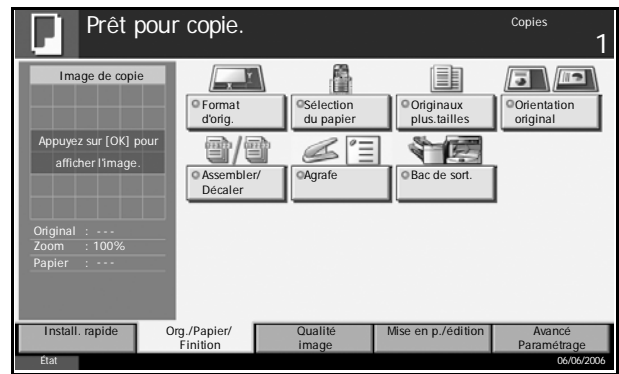 Prêt pour copie.
Copies
1
Image de copie
Appuyez sur [OK] pour
afficher l'image.
Original : ---
Zoom : 100%
Papier : ---
Format
d'orig.
Sélection
du papier
Originaux
plus.tailles
Orientation
original
Assembler/
Décaler
Agrafe
Bac de sort.
Install. rapide
Org./Papier/
Finition
Qualité
image
Mise en p./édition
Avancé
Paramétrage
État
06/06/2006